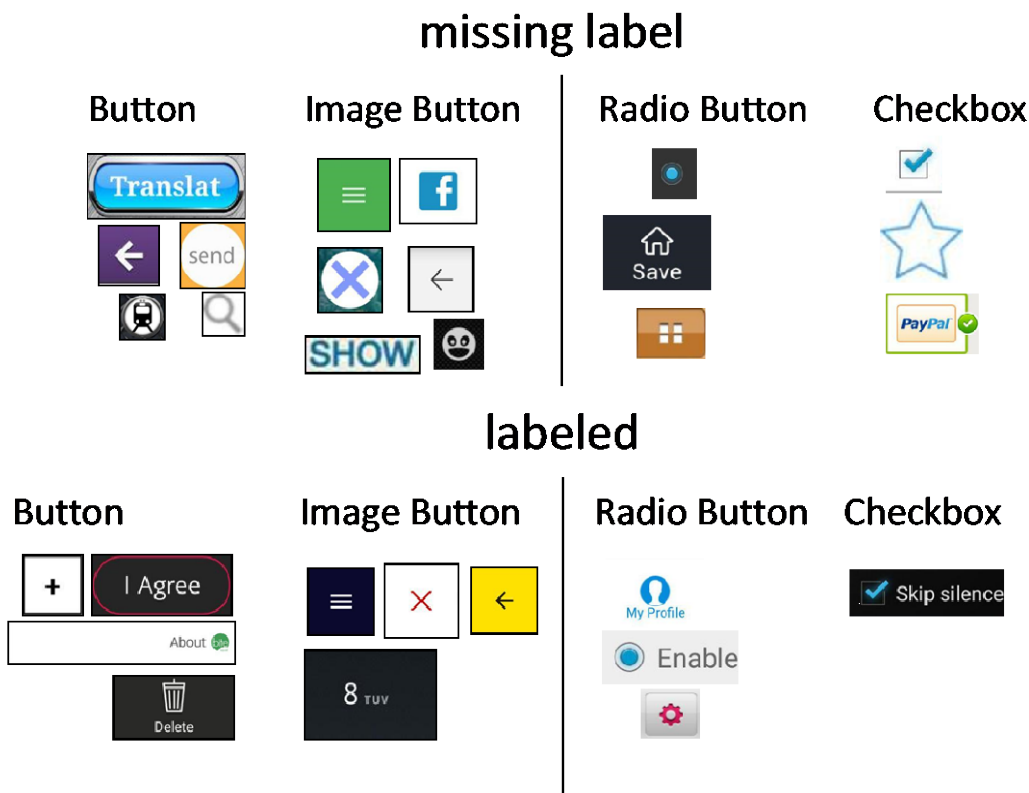 missing label
Button
Image Button
Radio Button
Checkbox
Translat
send
f
SHOW
Save
PayPal
labeled
Button
Image Button
Radio Button
Checkbox
+
I Agree
About
Delete
8 TUV
My Profile
Enable
Skip silence